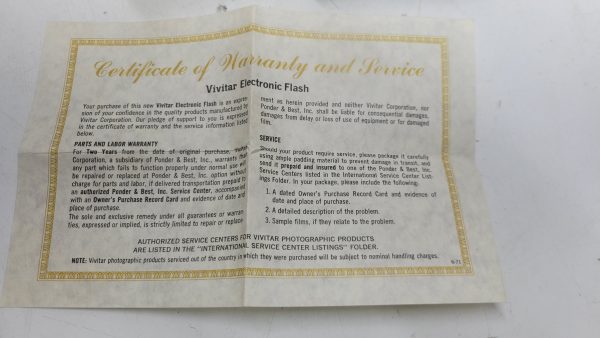 Certificate of Warranty and Service
Vivitar Electronic Flash
Your purchase of this new Vivitar Electronic Flash is an expres-
sion of your confidence in the quality products manufactured by
Vivitar Corporation. Our pledge of support to you is expressed
in the certificate of warranty and the service information listed
below.
PARTS AND LABOR WARRANTY
For Two Years from the date of original purchase, Vivitar
Corporation, a subsidiary of Ponder & Best, Inc., warranty that
any part which fails to function properly under normal use will
be repaired or replaced at Ponder & Best, Inc. option without
charge for parts and labor, if delivered transportation prepaid to
an authorized Ponder & Best, Inc. Service Center, accompanied
with an Owner's Purchase Record Card and evidence of date and
place of purchase.
The sole and exclusive remedy under all guarantees or warran-
ties, expressed or implied, is strictly limited to repair or replace-
ment as herein provided and neither Vivitar Corporation, nor
Ponder & Best, Inc. shall be liable for consequential damages,
damages from delay or loss of use of equipment or for damaged
film.
SERVICE
Should your product require service, please package it carefully
using ample padding material to prevent damage in transit, and
send it prepaid and insured to one of the Ponder & Best, Inc.
Service Centers listed in the International Service Center List-
ings Folder. In your package, please include the following:
1. A dated Owner's Purchase Record Card and evidence of
date and place of purchase.
2. A detailed description of the problem.
3. Sample films, if they relate to the problem.
AUTHORIZED SERVICE CENTERS FOR VIVITAR PHOTOGRAPHIC PRODUCTS
ARE LISTED IN THE "INTERNATIONAL SERVICE CENTER LISTINGS" FOLDER.
NOTE: Vivitar photographic products serviced out of the country in which they were purchased will be subject to nominal handling charges.